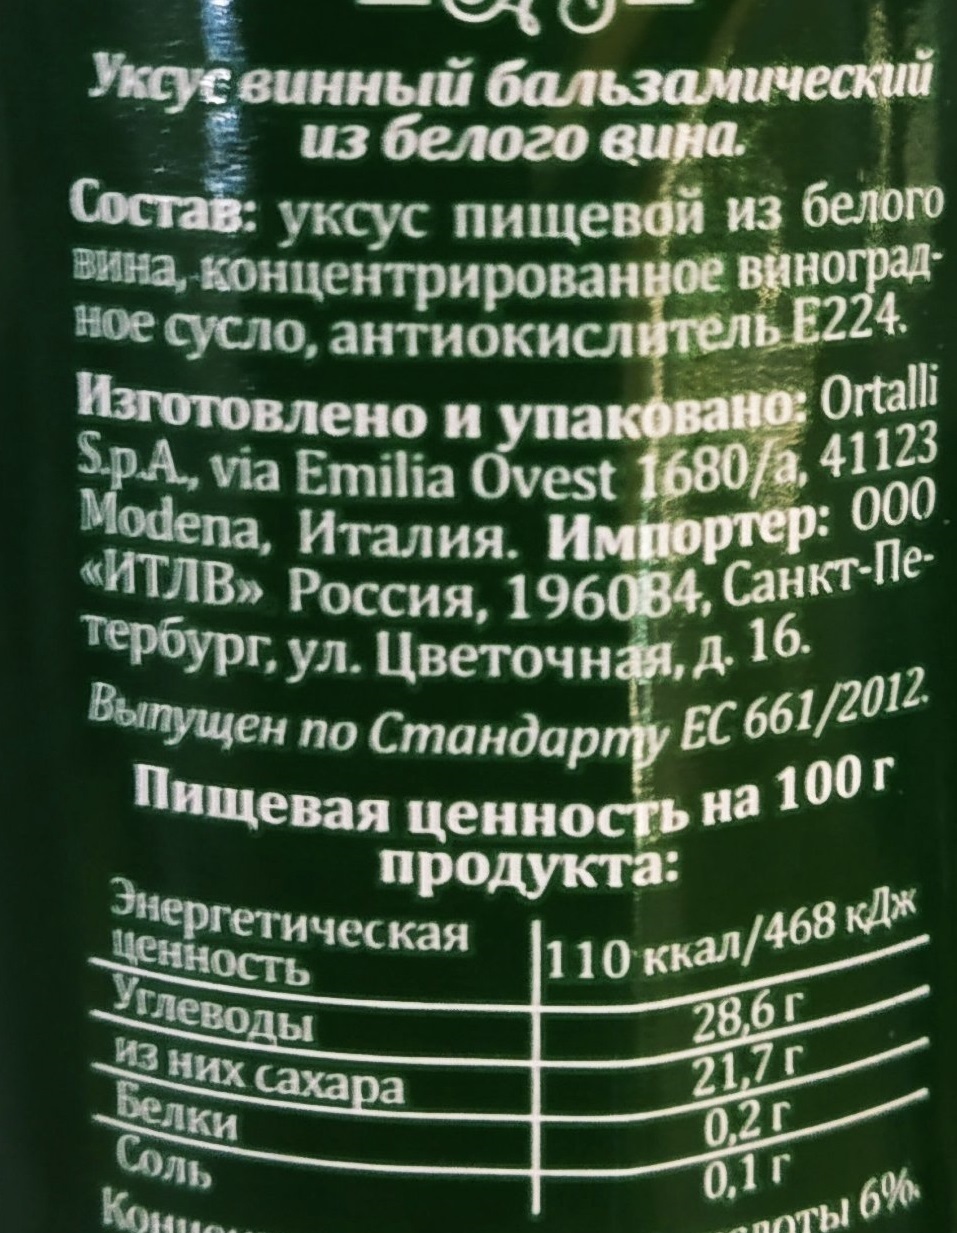 Уксус винный бальзамический
из белого вина.
Состав: уксус пищевой из белого
вина, концентрированное виноград-
ное сусло, антиокислитель Е224.
Изготовлено и упаковано: Ortalli
S.p.A., via Emilia Ovest 1680/a, 41123
Modena, Италия. Импортер: ООО
«ИТЛВ» Россия, 196084, Санкт-Пе-
тербург, ул. Цветочная, д. 16.
Выпущен по Стандарту ЕС 661/2012.
Пищевая ценность на 100 г
продукта:
Энергетическая
ценность 110 ккал/468 кДж
Углеводы 28,6 г
из них сахара 21,7 г
Белки 0,2 г
Соль 0,1 г
6%.